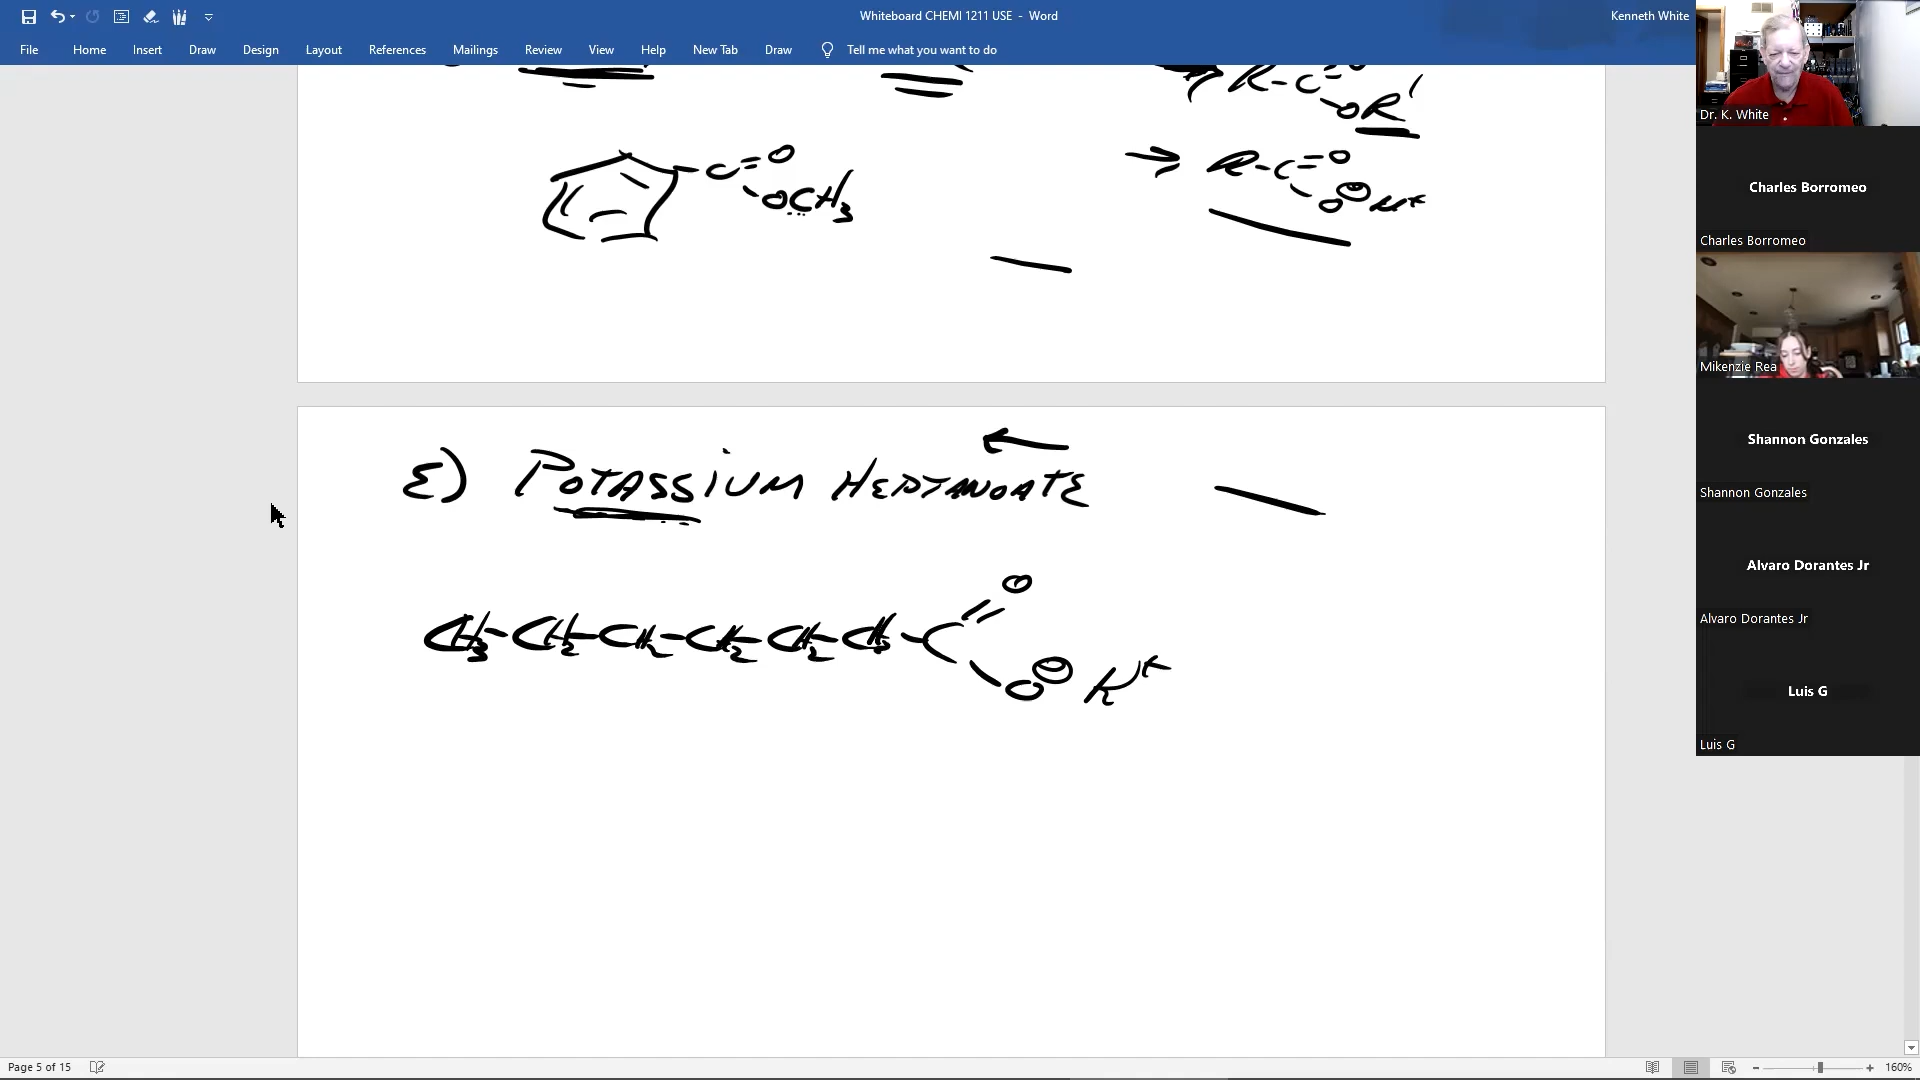 Whiteboard CHEMI 1211 USE - Word
Kenneth White
File Home Insert Draw Design Layout References Mailings Review View Help New Tab Draw Tell me what you want to do
R-C=O
OR'
C=O
OCH3
→ R-C=O
O⊖ M+
E) POTASSIUM HEPTANOATE
CH3-CH2-CH2-CH2-CH2-CH2-C=O
O⊖ K+
Dr. K. White
Charles Borromeo
Charles Borromeo
Mikenzie Rea
Shannon Gonzales
Shannon Gonzales
Alvaro Dorantes Jr
Alvaro Dorantes Jr
Luis G
Luis G
Page 5 of 15
160%